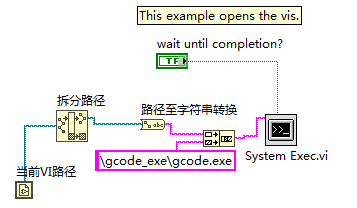 This example opens the vis.
wait until completion?
TF
拆分路径
路径至字符串转换
abc
\gcode_exe\gcode.exe
System Exec.vi
当前VI路径